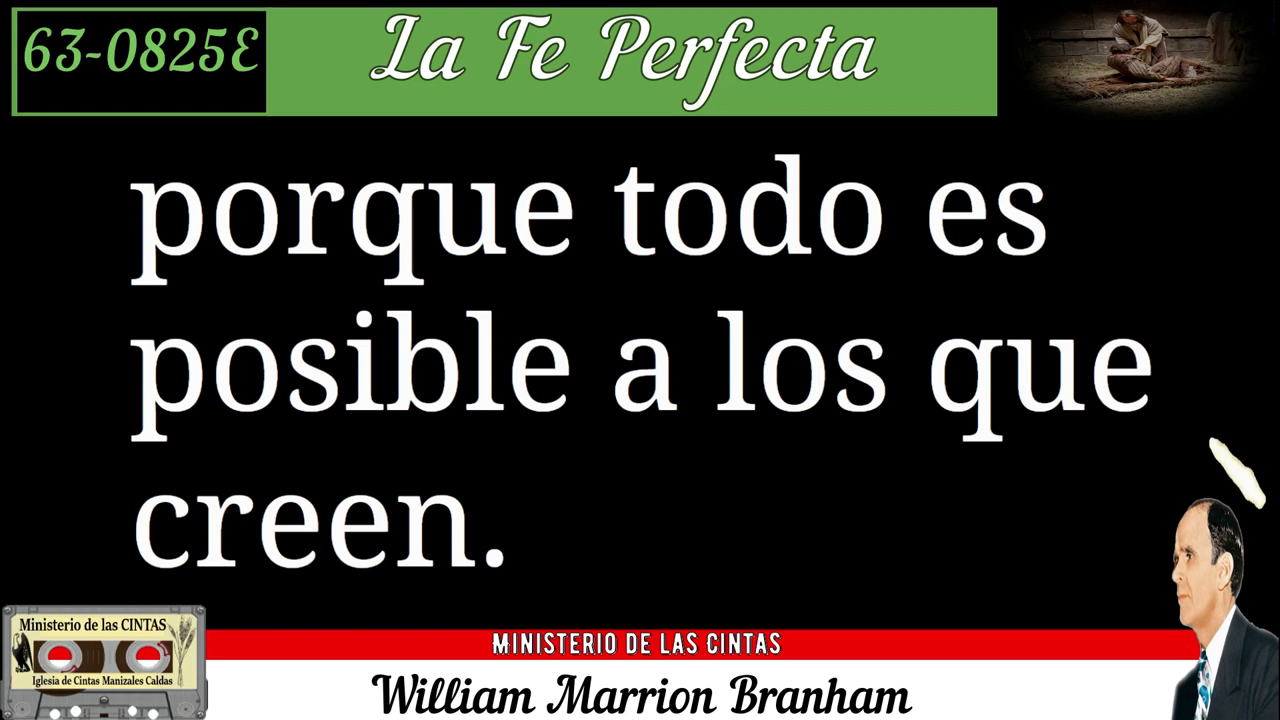 63-0825E
La Fe Perfecta
porque todo es
posible a los que
creen.
Ministerio de las CINTAS
Iglesia de Cintas Manizales Caldas
MINISTERIO DE LAS CINTAS
William Marrion Branham